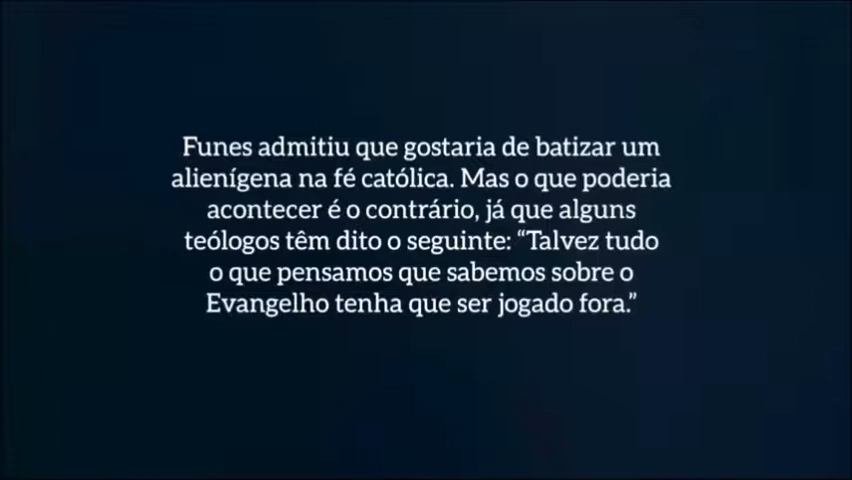 Funes admitiu que gostaria de batizar um
alienígena na fé católica. Mas o que poderia
acontecer é o contrário, já que alguns
teólogos têm dito o seguinte: “Talvez tudo
o que pensamos que sabemos sobre o
Evangelho tenha que ser jogado fora.”